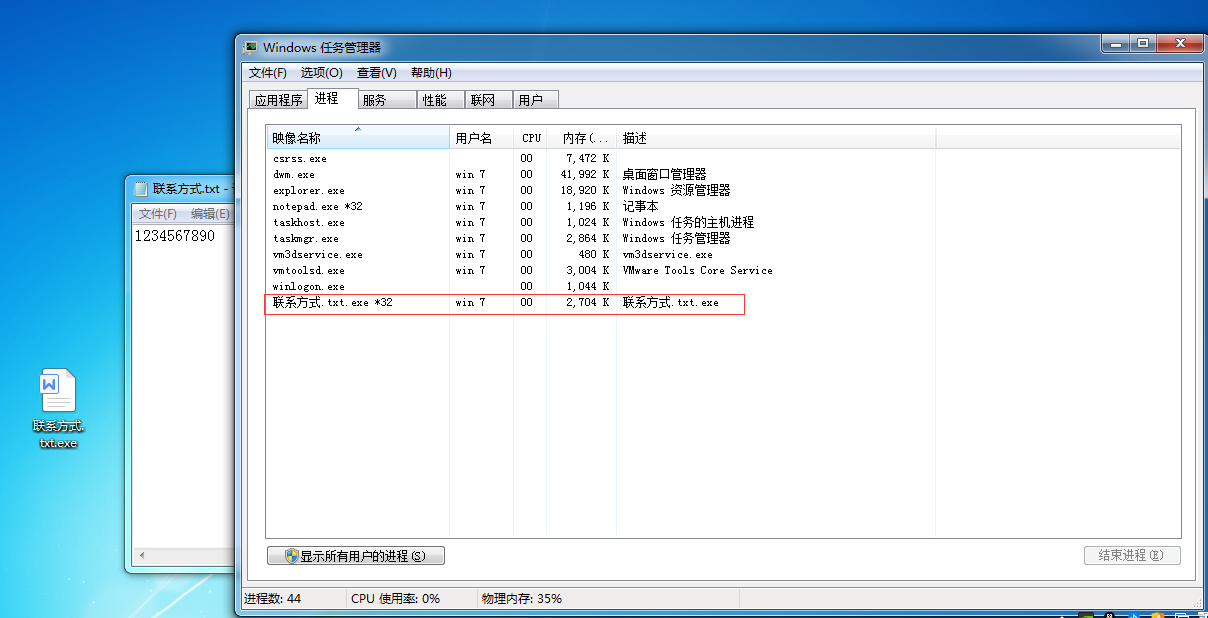 Windows 任务管理器
文件(F) 选项(O) 查看(V) 帮助(H)
应用程序 进程 服务 性能 联网 用户
映像名称 用户名 CPU 内存(... 描述
csrss.exe 00 7,472 K
dwm.exe win 7 00 41,992 K 桌面窗口管理器
explorer.exe win 7 00 18,920 K Windows 资源管理器
notepad.exe *32 win 7 00 1,196 K 记事本
taskhost.exe win 7 00 1,024 K Windows 任务的主机进程
taskmgr.exe win 7 00 2,864 K Windows 任务管理器
vm3dservice.exe win 7 00 480 K vm3dservice.exe
vmtoolsd.exe win 7 00 3,004 K VMware Tools Core Service
winlogon.exe 00 1,044 K
联系方式.txt.exe *32 win 7 00 2,704 K 联系方式.txt.exe
显示所有用户的进程(S) 结束进程(E)
进程数: 44 CPU 使用率: 0% 物理内存: 35%
联系方式.txt -
文件(F) 编辑(E)
1234567890
联系方式.
txt.exe